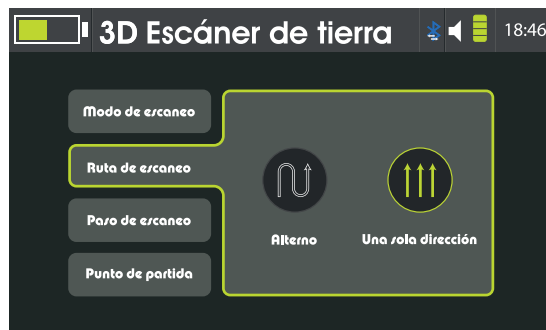 3D Escáner de tierra
18:46
Modo de escaneo
Ruta de escaneo
Paso de escaneo
Punto de partida
Alterno
Una sola dirección